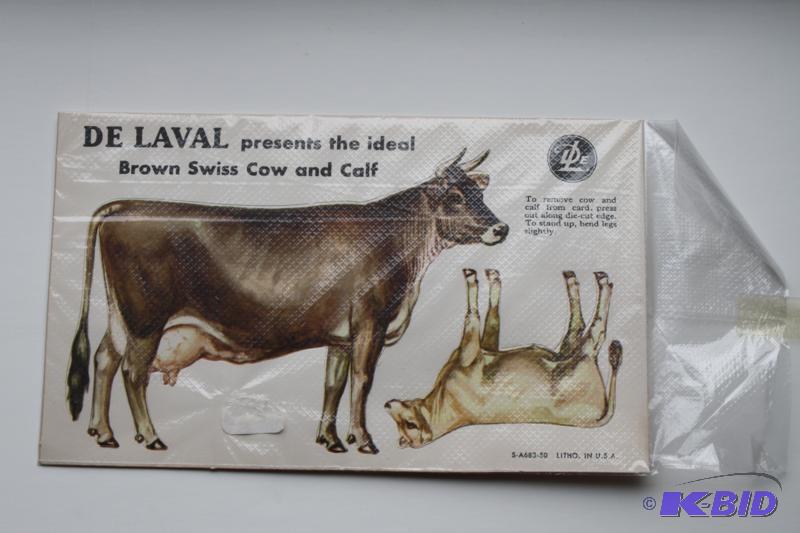 DE LAVAL presents the ideal
Brown Swiss Cow and Calf
To remove cow and
calf from card, press
out along die-cut edge.
To stand up, bend legs
slightly.
S-A683-50 LITHO. IN U.S.A.
© K-BID